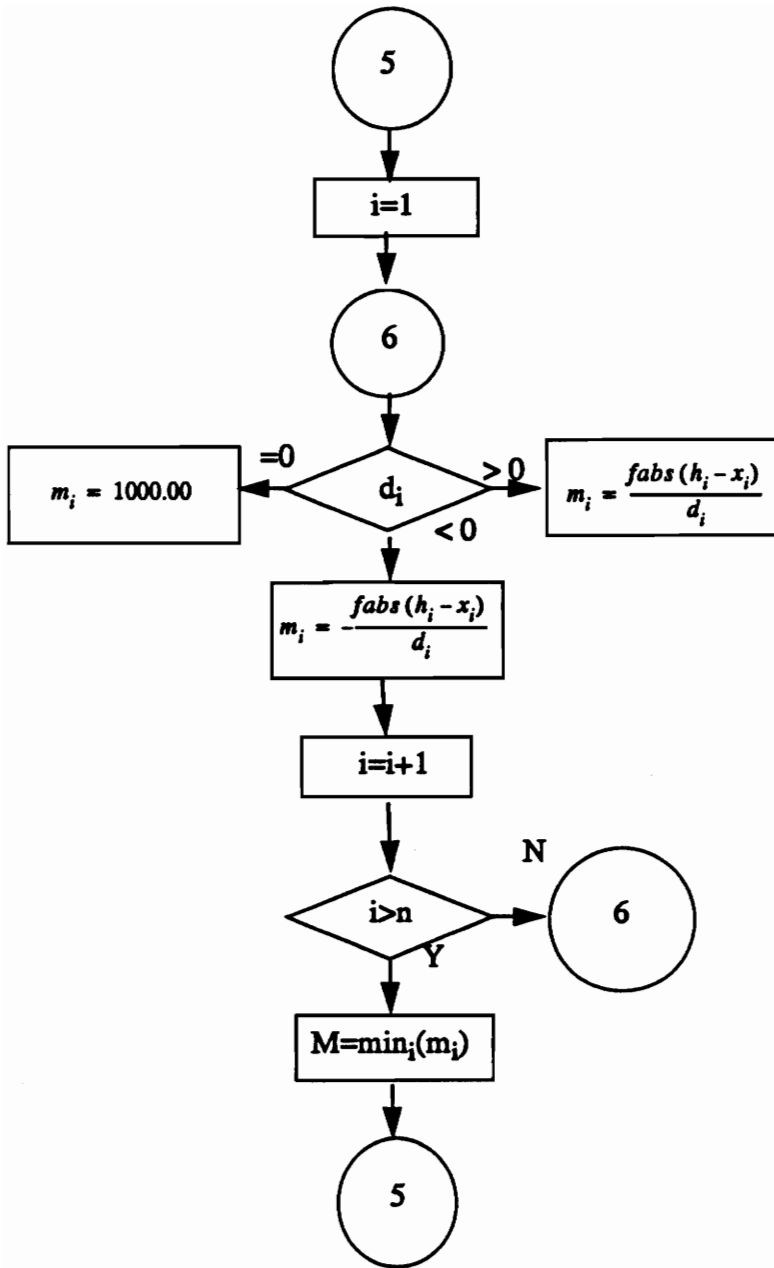 5
i=1
6
=0
> 0
m_i = 1000.00
d_i
m_i = fabs (h_i - x_i) / d_i
< 0
m_i = - fabs (h_i - x_i) / d_i
i=i+1
N
i>n
6
Y
M=min_i(m_i)
5